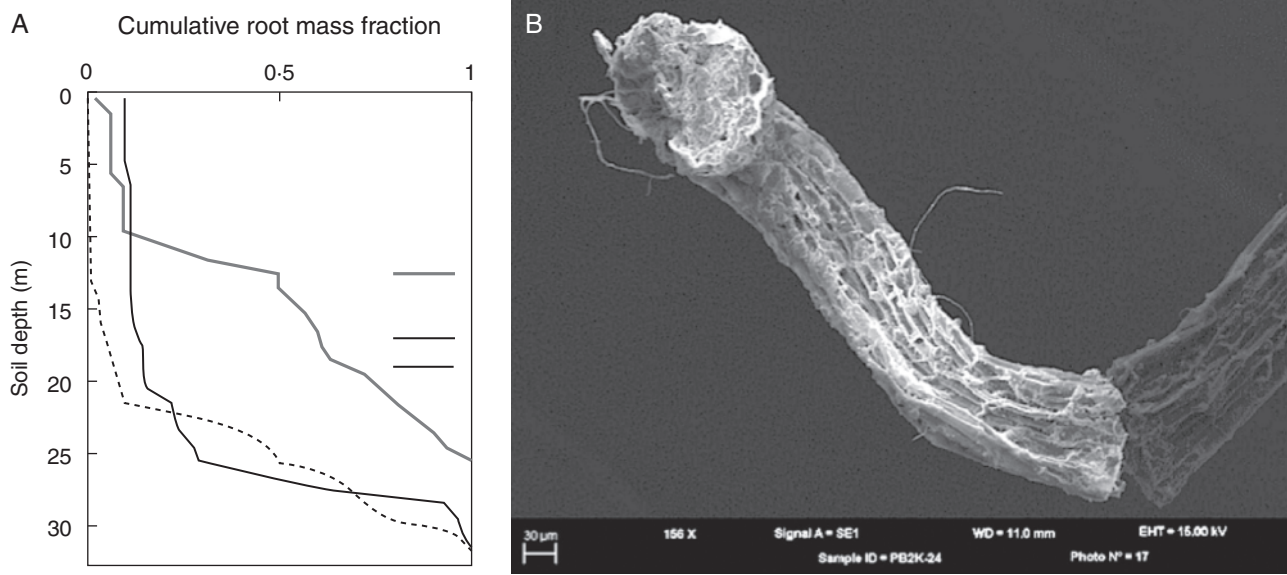 A
Cumulative root mass fraction
0 0·5 1
0
5
10
15
20
25
30
Soil depth (m)
B
30 µm 156 X Signal A = SE1 WD = 11.0 mm EHT = 15.00 kV
Sample ID = PB2K-24 Photo N° = 17